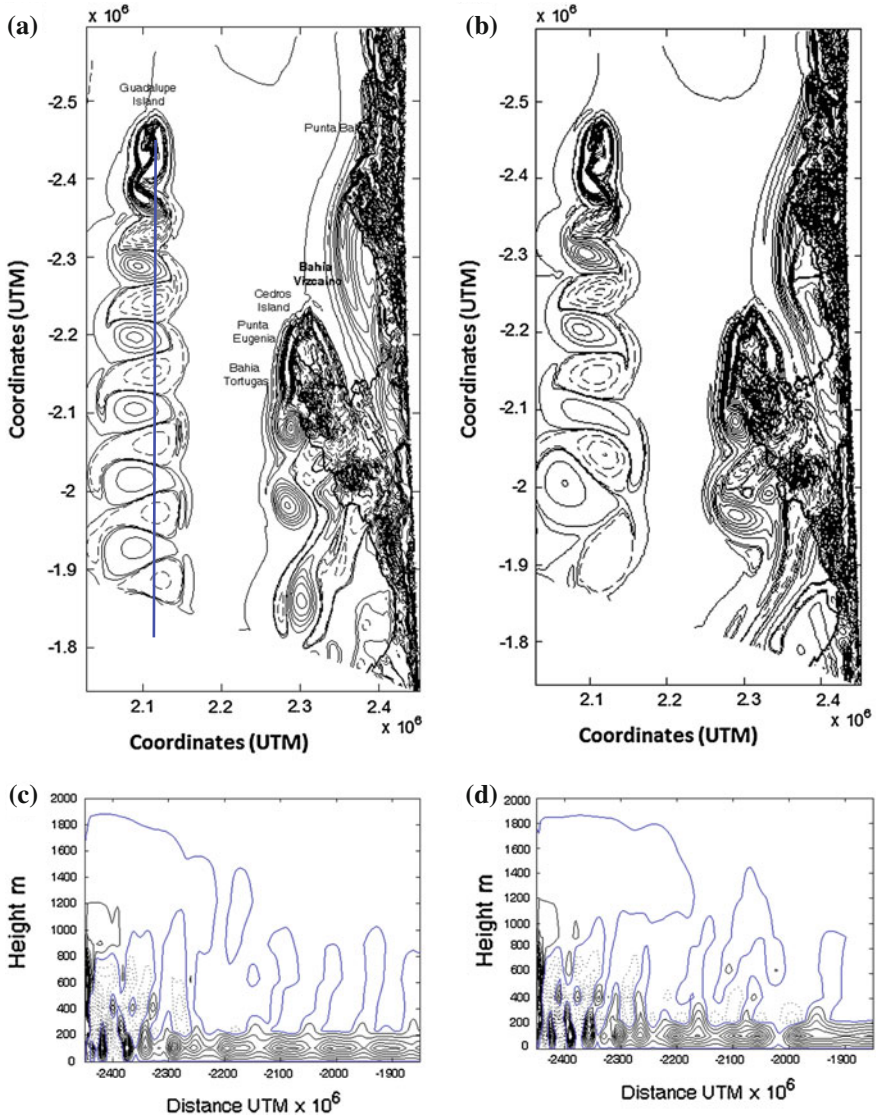 (a)
x 10⁶
Guadalupe
Island
Punta Baja
Bahia
Vizcaino
Cedros
Island
Punta
Eugenia
Bahia
Tortugas
-2.5
-2.4
-2.3
-2.2
-2.1
-2
-1.9
-1.8
Coordinates (UTM)
2.1
2.2
2.3
2.4
x 10⁶
Coordinates (UTM)
(b)
x 10⁶
-2.5
-2.4
-2.3
-2.2
-2.1
-2
-1.9
-1.8
Coordinates (UTM)
2.1
2.2
2.3
2.4
x 10⁶
Coordinates (UTM)
(c)
2000
1800
1600
1400
1200
1000
800
600
400
200
0
Height m
-2400
-2300
-2200
-2100
-2000
-1900
Distance UTM x 10⁶
(d)
2000
1800
1600
1400
1200
1000
800
600
400
200
0
Height m
-2400
-2300
-2200
-2100
-2000
-1900
Distance UTM x 10⁶